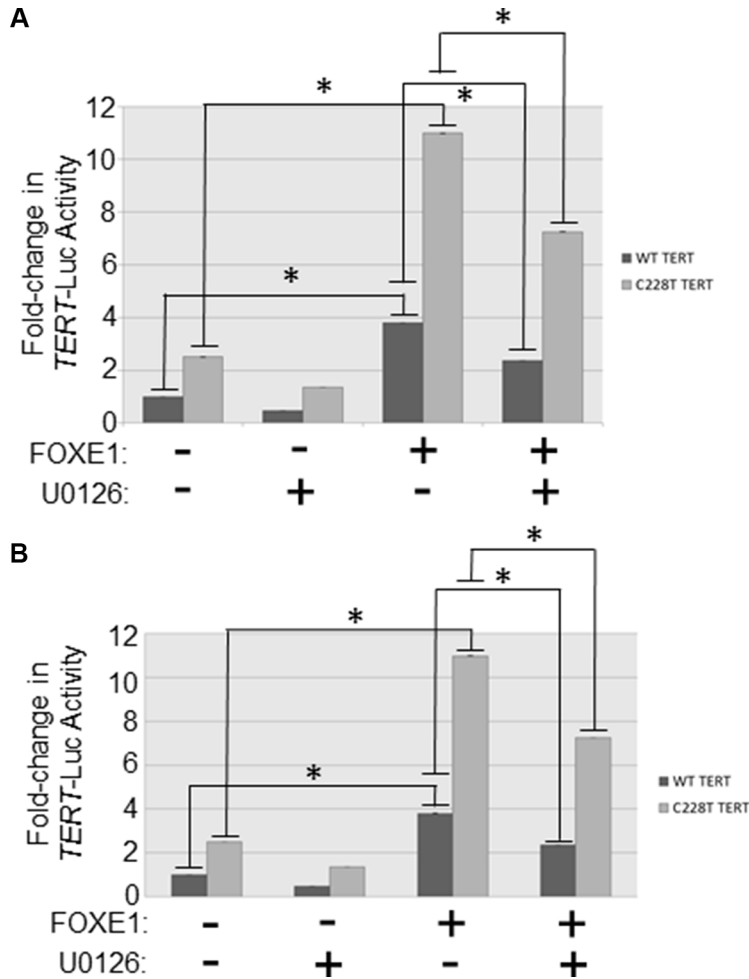 A
*
*
*
*
12
10
8
6
4
2
0
Fold-change in
TERT-Luc Activity
WT TERT
C228T TERT
FOXE1: - - + +
U0126: - + - +
B
*
*
*
*
12
10
8
6
4
2
0
Fold-change in
TERT-Luc Activity
WT TERT
C228T TERT
FOXE1: - - + +
U0126: - + - +